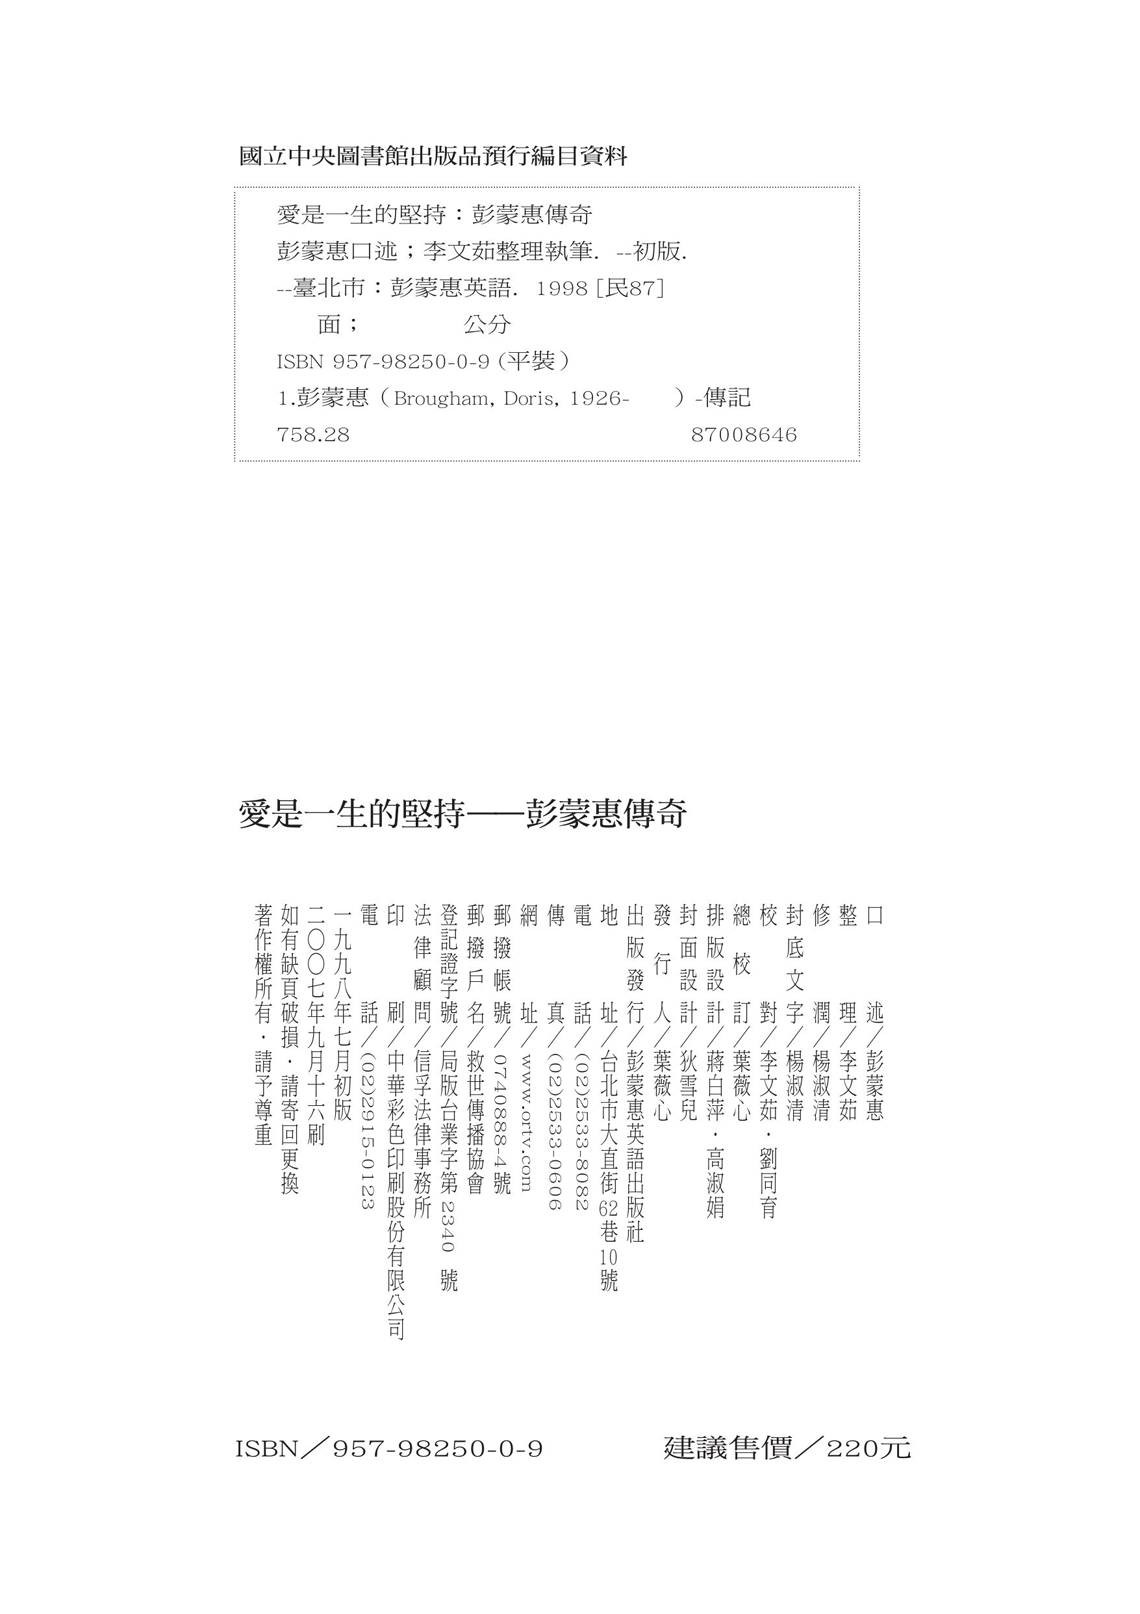 國立中央圖書館出版品預行編目資料
愛是一生的堅持：彭蒙惠傳奇
彭蒙惠口述；李文茹整理執筆. --初版.
--臺北市：彭蒙惠英語. 1998 [民87]
面； 公分
ISBN 957-98250-0-9 (平裝）
1.彭蒙惠（Brougham, Doris, 1926- ）-傳記
758.28 87008646
愛是一生的堅持——彭蒙惠傳奇
口述／彭蒙惠
整理／李文茹
修潤／楊淑清
封底文字／楊淑清
校對／李文茹．劉同育
總校訂／葉薇心
排版設計／蔣白萍．高淑娟
封面設計／狄雪兒
發行人／葉薇心
出版發行／彭蒙惠英語出版社
地址／台北市大直街62巷10號
電話／(02)2533-8082
傳真／(02)2533-0606
網址／www.ortv.com
郵撥帳號／0740888-4號
郵撥戶名／救世傳播協會
登記證字號／局版台業字第2340 號
法律顧問／信孚法律事務所
印刷／中華彩色印刷股份有限公司
電話／(02)2915-0123
一九九八年七月初版
二〇〇七年九月十六刷
如有缺頁破損．請寄回更換
著作權所有．請予尊重
ISBN／957-98250-0-9 建議售價／220元